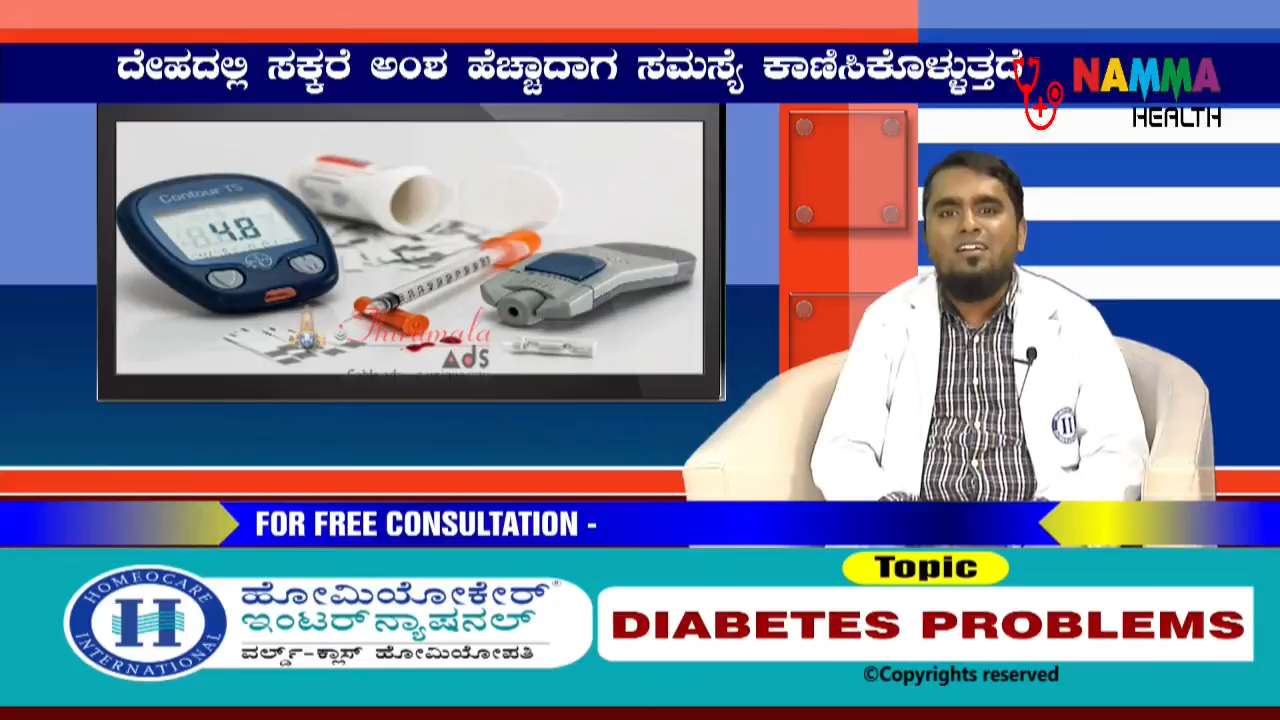 ದೇಹದಲ್ಲಿ ಸಕ್ಕರೆ ಅಂಶ ಹೆಚ್ಚಾದಾಗ ಸಮಸ್ಯೆ ಕಾಣಿಸಿಕೊಳ್ಳುತ್ತದೆ
NAMMA
HEALTH
Contour TS
4.8
Thirumala
Ads
H
FOR FREE CONSULTATION -
Topic
HOMEOCARE
INTERNATIONAL
H
ಹೋಮಿಯೋಕೇರ್®
ಇಂಟರ್‌ನ್ಯಾಷನಲ್
ವರ್ಲ್ಡ್-ಕ್ಲಾಸ್ ಹೋಮಿಯೋಪತಿ
DIABETES PROBLEMS
©Copyrights reserved